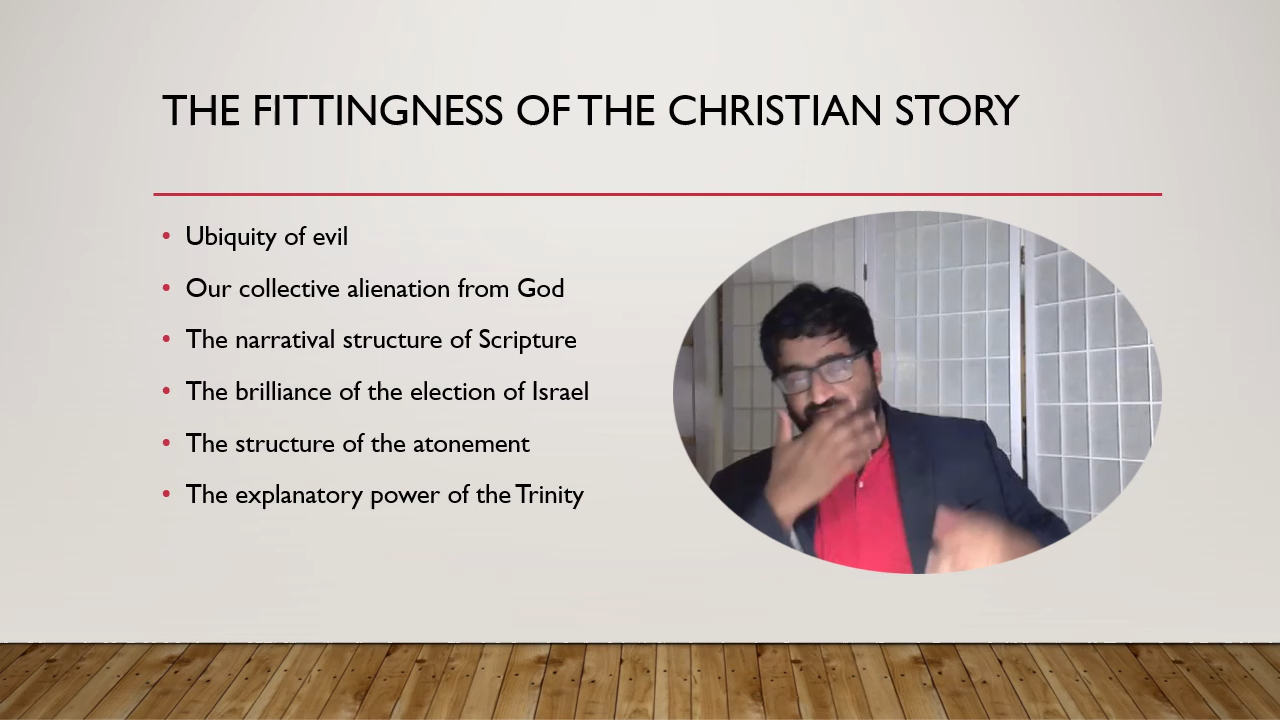 THE FITTINGNESS OF THE CHRISTIAN STORY
• Ubiquity of evil
• Our collective alienation from God
• The narratival structure of Scripture
• The brilliance of the election of Israel
• The structure of the atonement
• The explanatory power of the Trinity